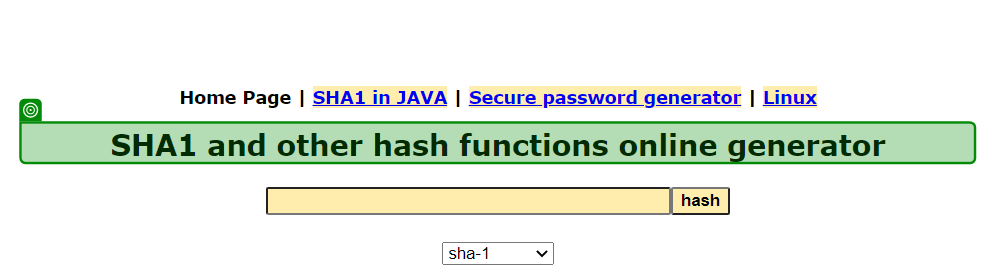 Home Page | SHA1 in JAVA | Secure password generator | Linux
SHA1 and other hash functions online generator
hash
sha-1